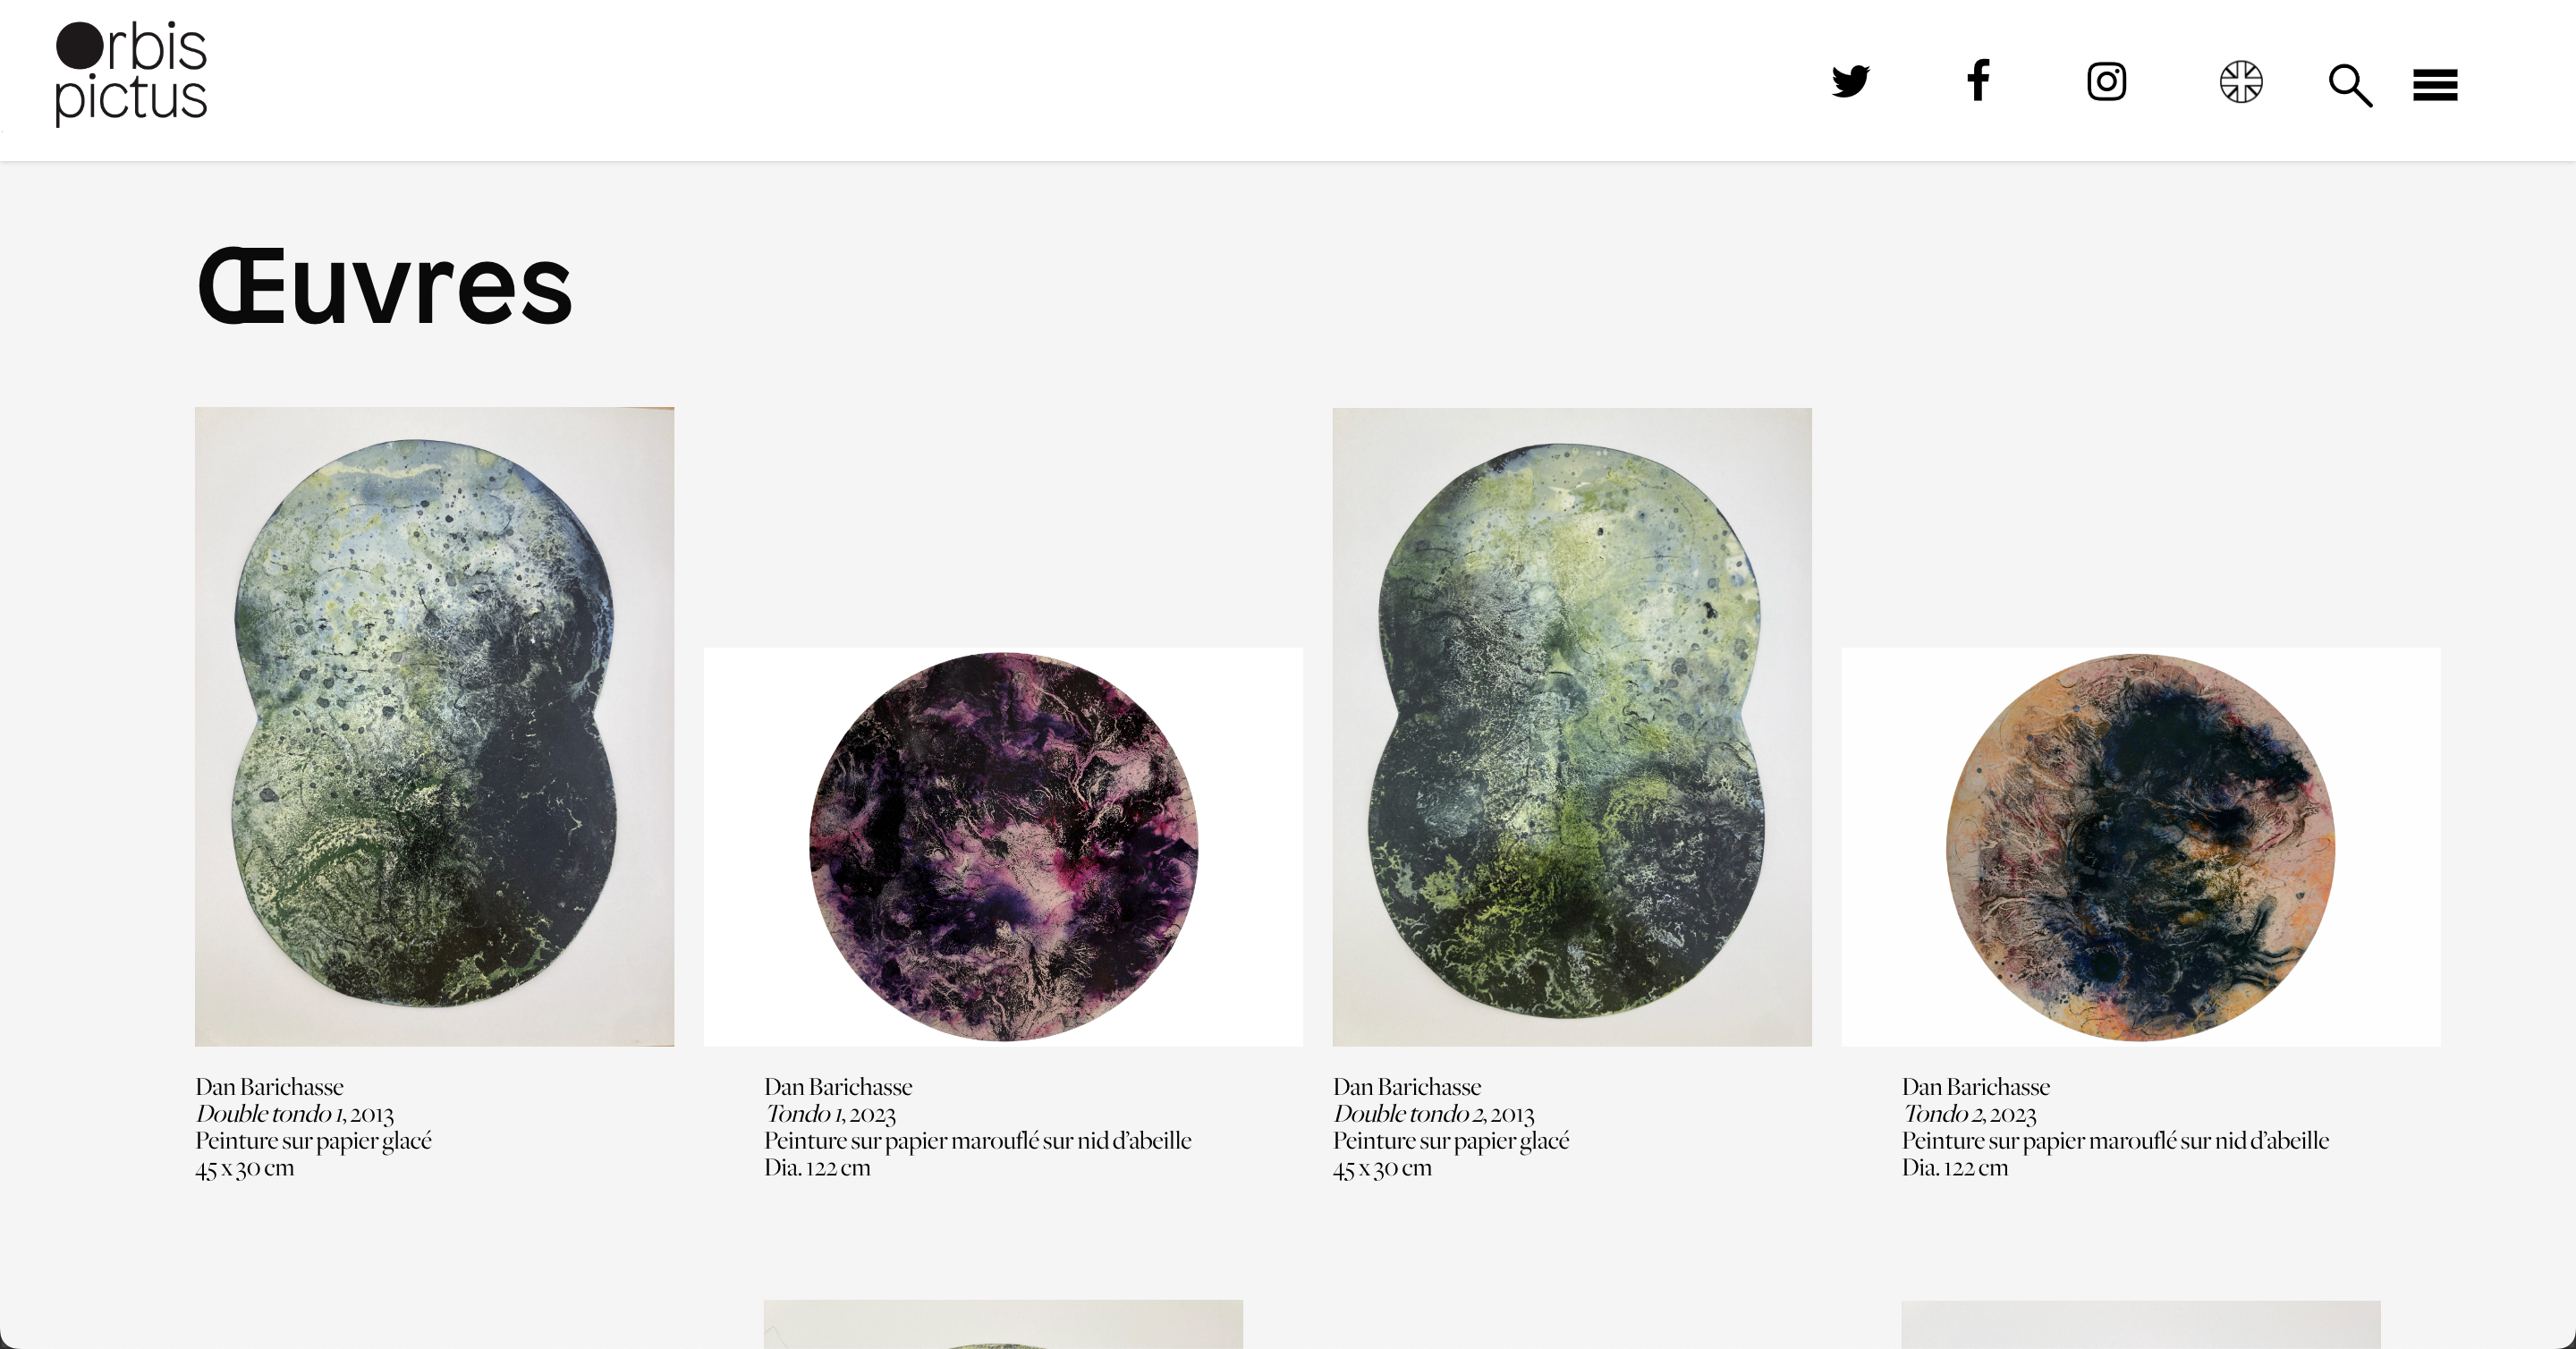 Orbis
pictus
Œuvres
Dan Barichasse
Double tondo 1, 2013
Peinture sur papier glacé
45 x 30 cm
Dan Barichasse
Tondo 1, 2023
Peinture sur papier marouflé sur nid d’abeille
Dia. 122 cm
Dan Barichasse
Double tondo 2, 2013
Peinture sur papier glacé
45 x 30 cm
Dan Barichasse
Tondo 2, 2023
Peinture sur papier marouflé sur nid d’abeille
Dia. 122 cm